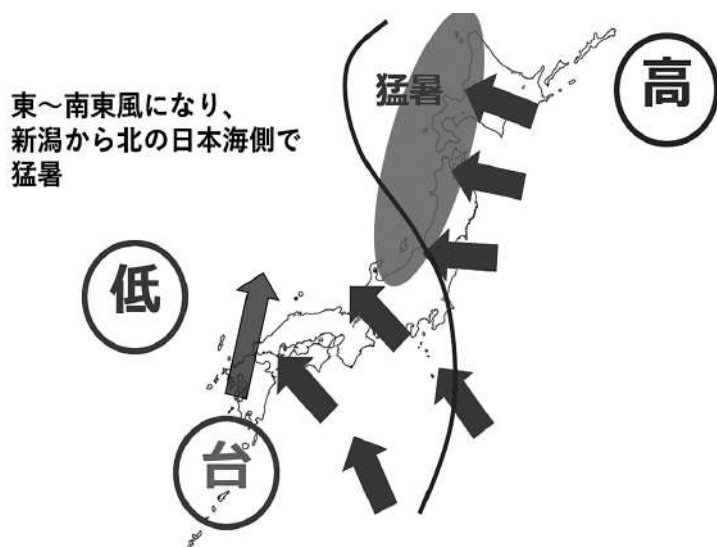 猛暑
高
東～南東風になり、
新潟から北の日本海側で
猛暑
低
台